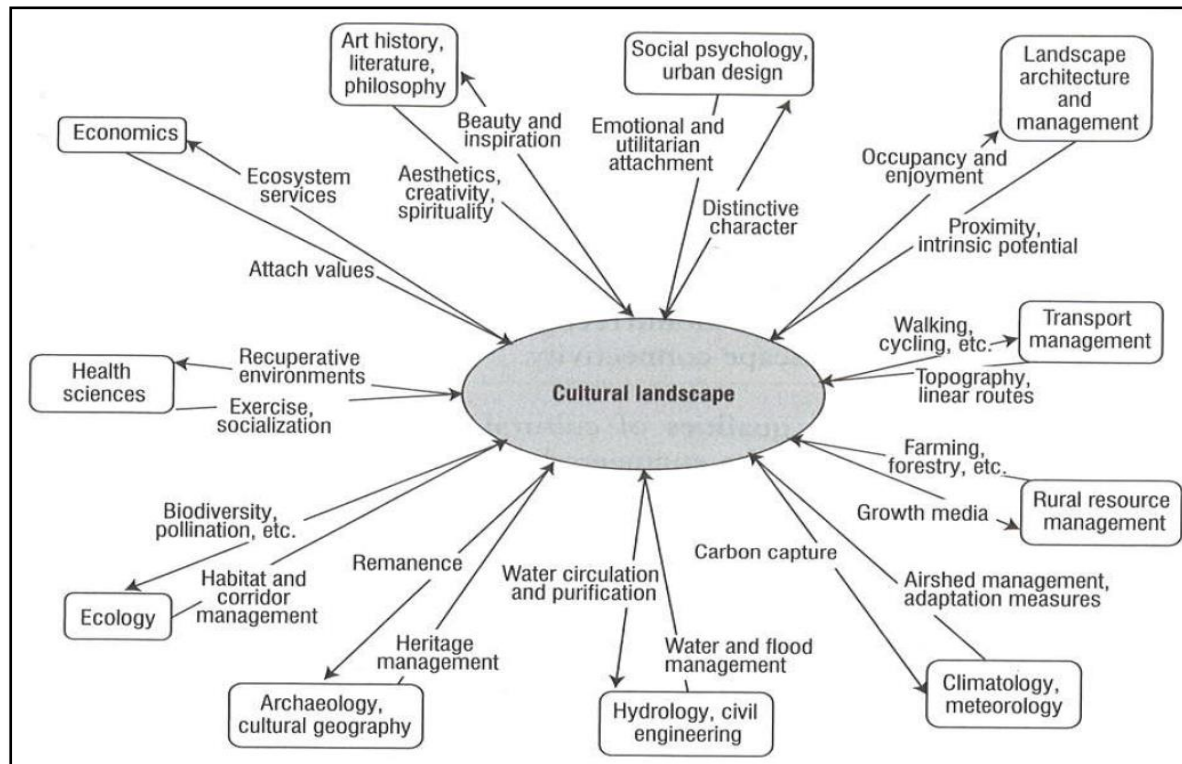 Art history,
literature,
philosophy
Social psychology,
urban design
Landscape
architecture
and
management
Economics
Beauty and
inspiration
Emotional and
utilitarian
attachment
Occupancy and
enjoyment
Ecosystem
services
Aesthetics,
creativity,
spirituality
Distinctive
character
Proximity,
intrinsic potential
Attach values
Health
sciences
Recuperative
environments
Exercise,
socialization
Cultural landscape
Walking,
cycling, etc.
Topography,
linear routes
Transport
management
Farming,
forestry, etc.
Growth media
Rural resource
management
Biodiversity,
pollination, etc.
Habitat and
corridor
management
Ecology
Remanence
Heritage
management
Archaeology,
cultural geography
Water circulation
and purification
Water and flood
management
Hydrology, civil
engineering
Carbon capture
Airshed management,
adaptation measures
Climatology,
meteorology